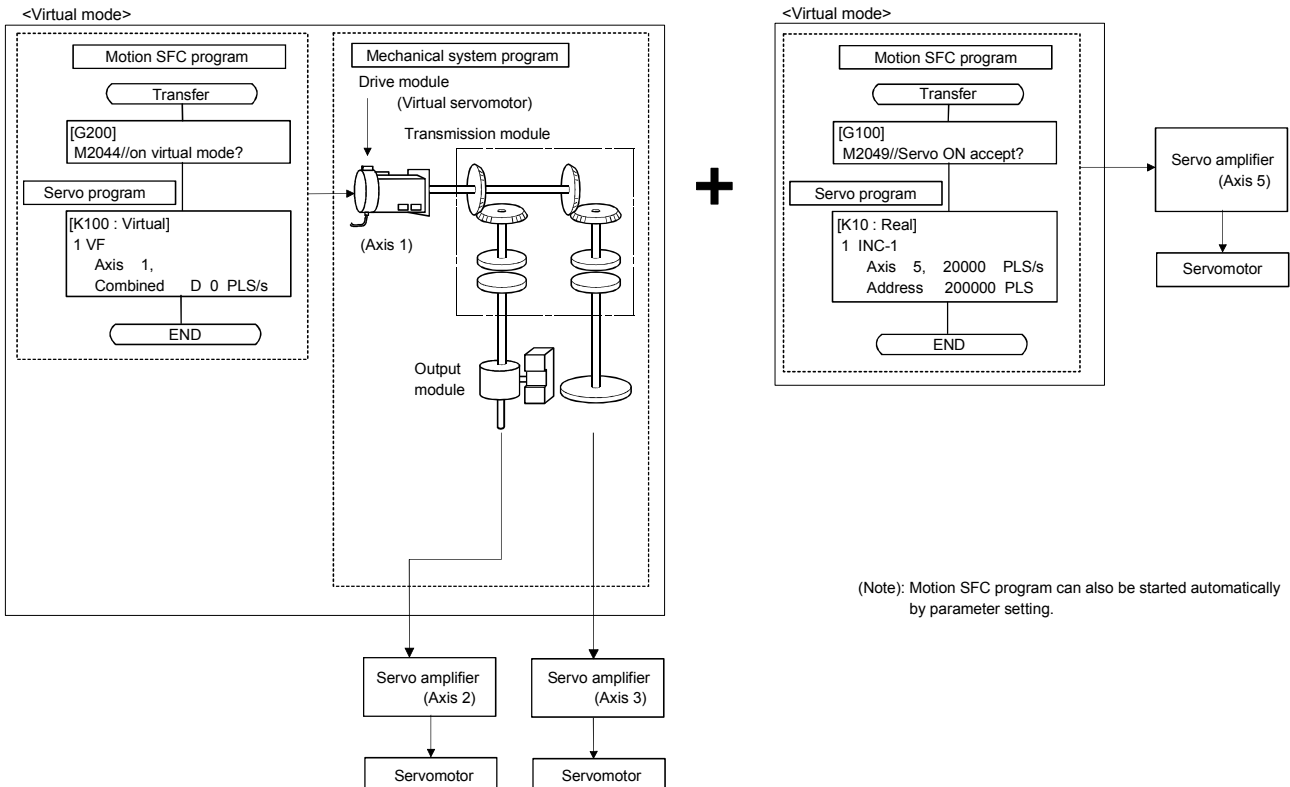 <Virtual mode>
Motion SFC program
Transfer
[G200]
M2044//on virtual mode?
Servo program
[K100 : Virtual]
1 VF
Axis 1,
Combined D 0 PLS/s
END
Mechanical system program
Drive module
(Virtual servomotor)
Transmission module
(Axis 1)
Output
module
Servo amplifier
(Axis 2)
Servomotor
Servo amplifier
(Axis 3)
Servomotor
<Virtual mode>
Motion SFC program
Transfer
[G100]
M2049//Servo ON accept?
Servo program
[K10 : Real]
1 INC-1
Axis 5, 20000 PLS/s
Address 200000 PLS
END
Servo amplifier
(Axis 5)
Servomotor
(Note): Motion SFC program can also be started automatically
by parameter setting.